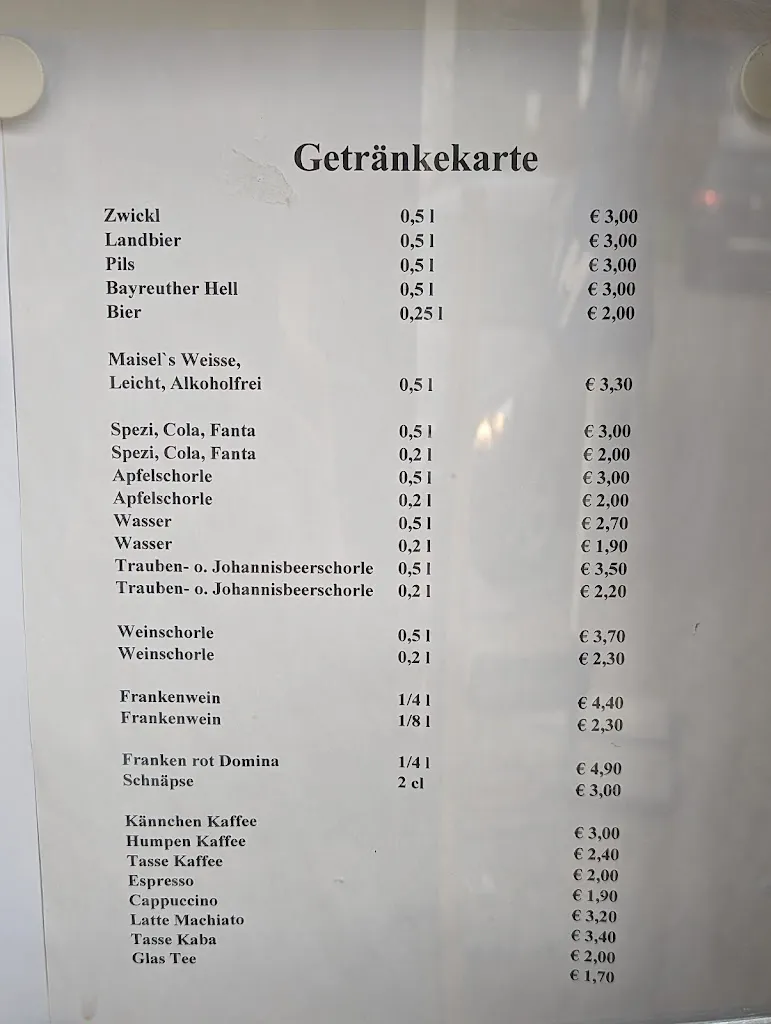 Getränkekarte
Zwickl 0,5 l € 3,00
Landbier 0,5 l € 3,00
Pils 0,5 l € 3,00
Bayreuther Hell 0,5 l € 3,00
Bier 0,25 l € 2,00
Maisel`s Weisse,
Leicht, Alkoholfrei 0,5 l € 3,30
Spezi, Cola, Fanta 0,5 l € 3,00
Spezi, Cola, Fanta 0,2 l € 2,00
Apfelschorle 0,5 l € 3,00
Apfelschorle 0,2 l € 2,00
Wasser 0,5 l € 2,70
Wasser 0,2 l € 1,90
Trauben- o. Johannisbeerschorle 0,5 l € 3,50
Trauben- o. Johannisbeerschorle 0,2 l € 2,20
Weinschorle 0,5 l € 3,70
Weinschorle 0,2 l € 2,30
Frankenwein 1/4 l € 4,40
Frankenwein 1/8 l € 2,30
Franken rot Domina 1/4 l € 4,90
Schnäpse 2 cl € 3,00
Kännchen Kaffee € 3,00
Humpen Kaffee € 2,40
Tasse Kaffee € 2,00
Espresso € 1,90
Cappuccino € 3,20
Latte Machiato € 3,40
Tasse Kaba € 2,00
Glas Tee € 1,70